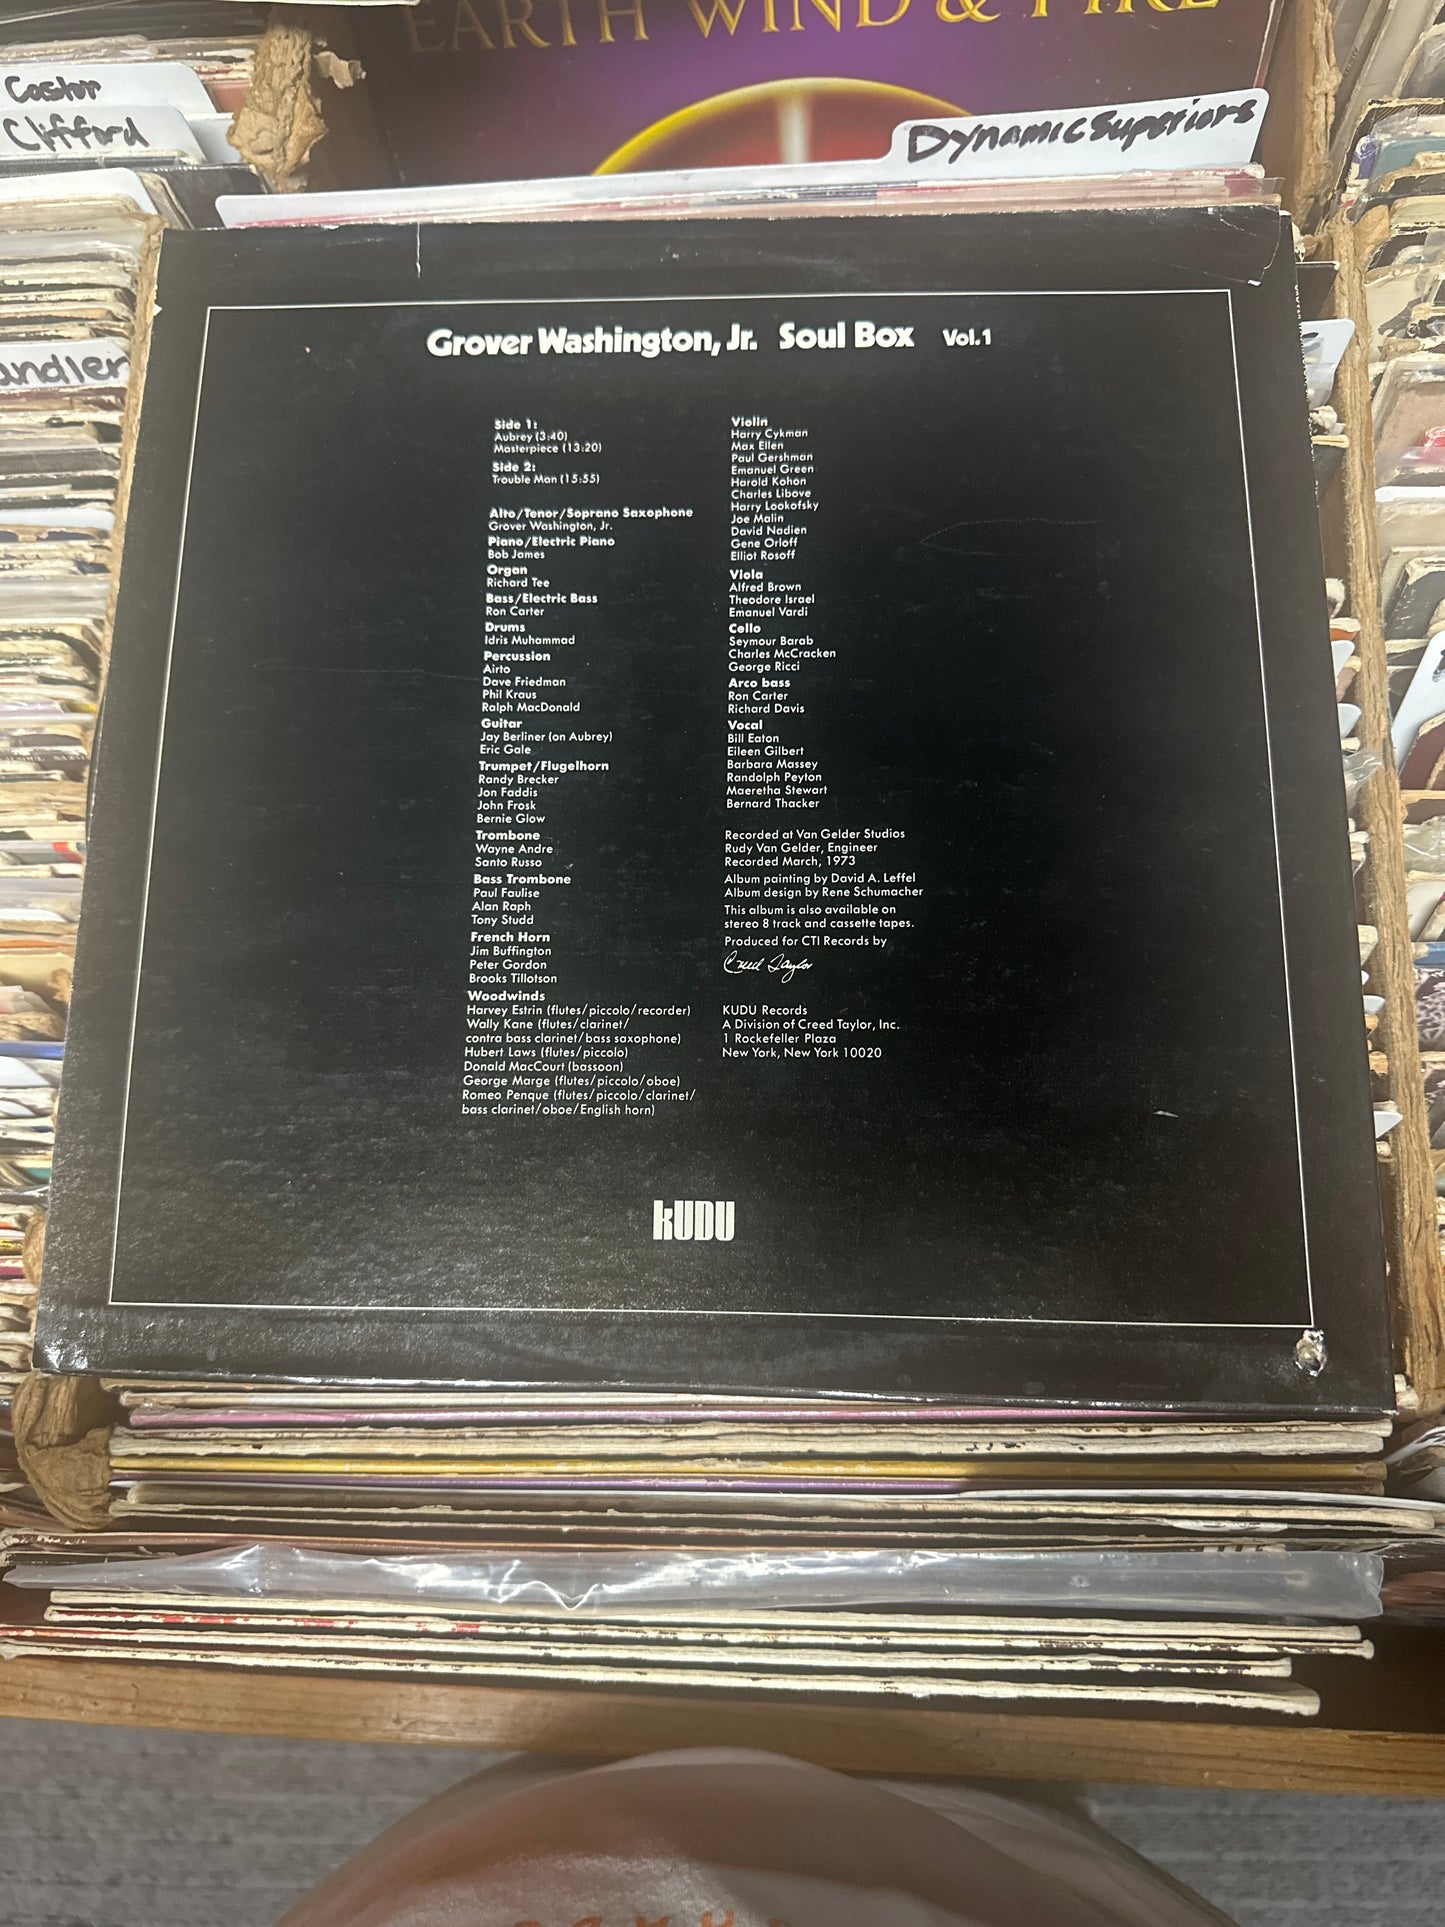 EARTH WIND & FIRE
Castor
Clifford
Dynamic Superiors
andler
Grover Washington, Jr. Soul Box Vol.1
Side 1:
Aubrey (3:40)
Masterpiece (13:20)
Side 2:
Trouble Man (15:55)
Alto/Tenor/Soprano Saxophone
Grover Washington, Jr.
Piano/Electric Piano
Bob James
Organ
Richard Tee
Bass/Electric Bass
Ron Carter
Drums
Idris Muhammad
Percussion
Airto
Dave Friedman
Phil Kraus
Ralph MacDonald
Guitar
Jay Berliner (on Aubrey)
Eric Gale
Trumpet/Flugelhorn
Randy Brecker
Jon Faddis
John Frosk
Bernie Glow
Trombone
Wayne Andre
Santo Russo
Bass Trombone
Paul Faulise
Alan Raph
Tony Studd
French Horn
Jim Buffington
Peter Gordon
Brooks Tillotson
Woodwinds
Harvey Estrin (flutes/piccolo/recorder)
Wally Kane (flutes/clarinet/
contra bass clarinet/bass saxophone)
Hubert Laws (flutes/piccolo)
Donald MacCourt (bassoon)
George Marge (flutes/piccolo/oboe)
Romeo Penque (flutes/piccolo/clarinet/
bass clarinet/oboe/English horn)
Violin
Harry Cykman
Max Ellen
Paul Gershman
Emanuel Green
Harold Kohon
Charles Libove
Harry Lookofsky
Joe Malin
David Nadien
Gene Orloff
Elliot Rosoff
Viola
Alfred Brown
Theodore Israel
Emanuel Vardi
Cello
Seymour Barab
Charles McCracken
George Ricci
Arco bass
Ron Carter
Richard Davis
Vocal
Bill Eaton
Eileen Gilbert
Barbara Massey
Randolph Peyton
Maeretha Stewart
Bernard Thacker
Recorded at Van Gelder Studios
Rudy Van Gelder, Engineer
Recorded March, 1973
Album painting by David A. Leffel
Album design by Rene Schumacher
This album is also available on
stereo 8 track and cassette tapes.
Produced for CTI Records by
Creed Taylor
KUDU Records
A Division of Creed Taylor, Inc.
1 Rockefeller Plaza
New York, New York 10020
kUDU